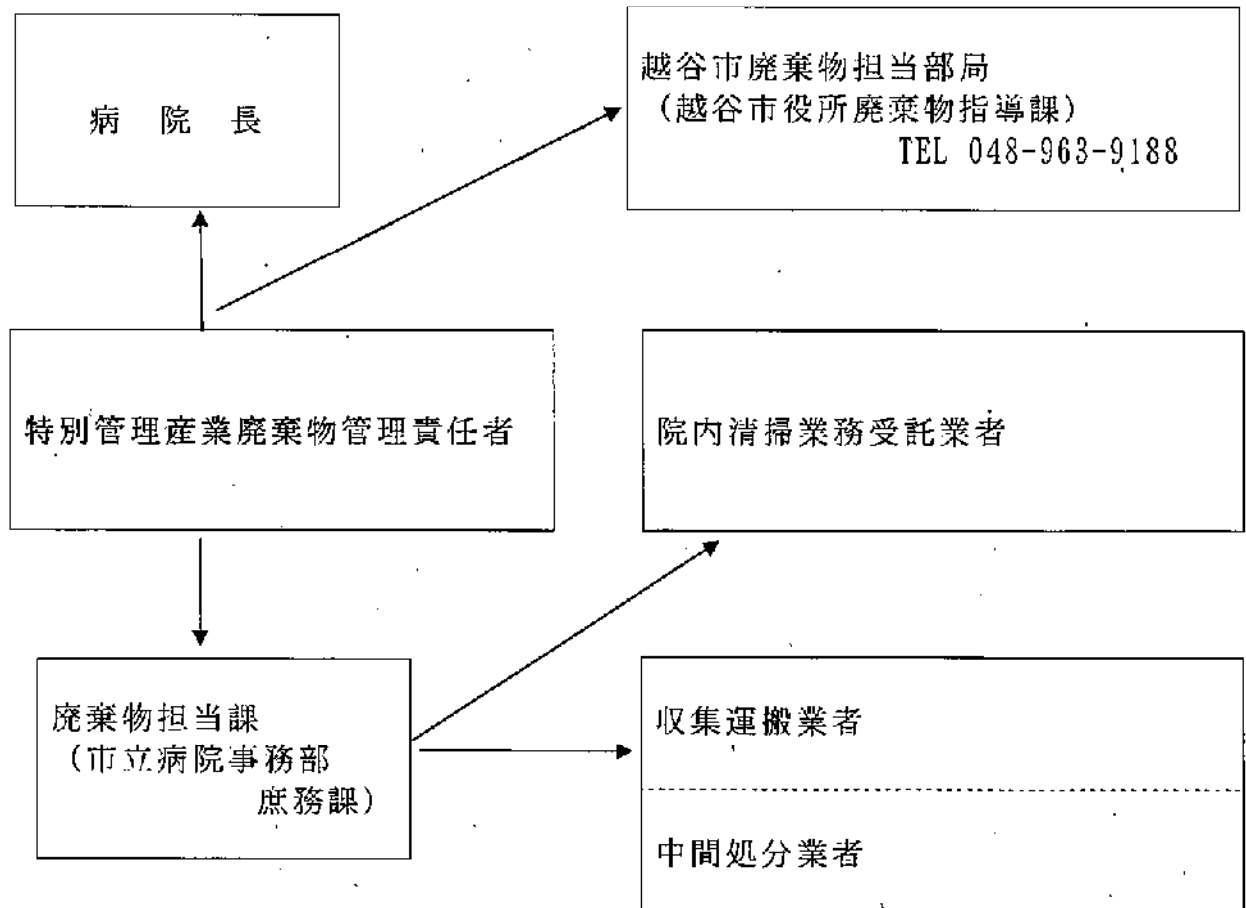 病院長
越谷市廃棄物担当部局
（越谷市役所廃棄物指導課）
TEL 048-963-9188
特別管理産業廃棄物管理責任者
院内清掃業務受託業者
廃棄物担当課
（市立病院事務部
庶務課）
収集運搬業者
中間処分業者